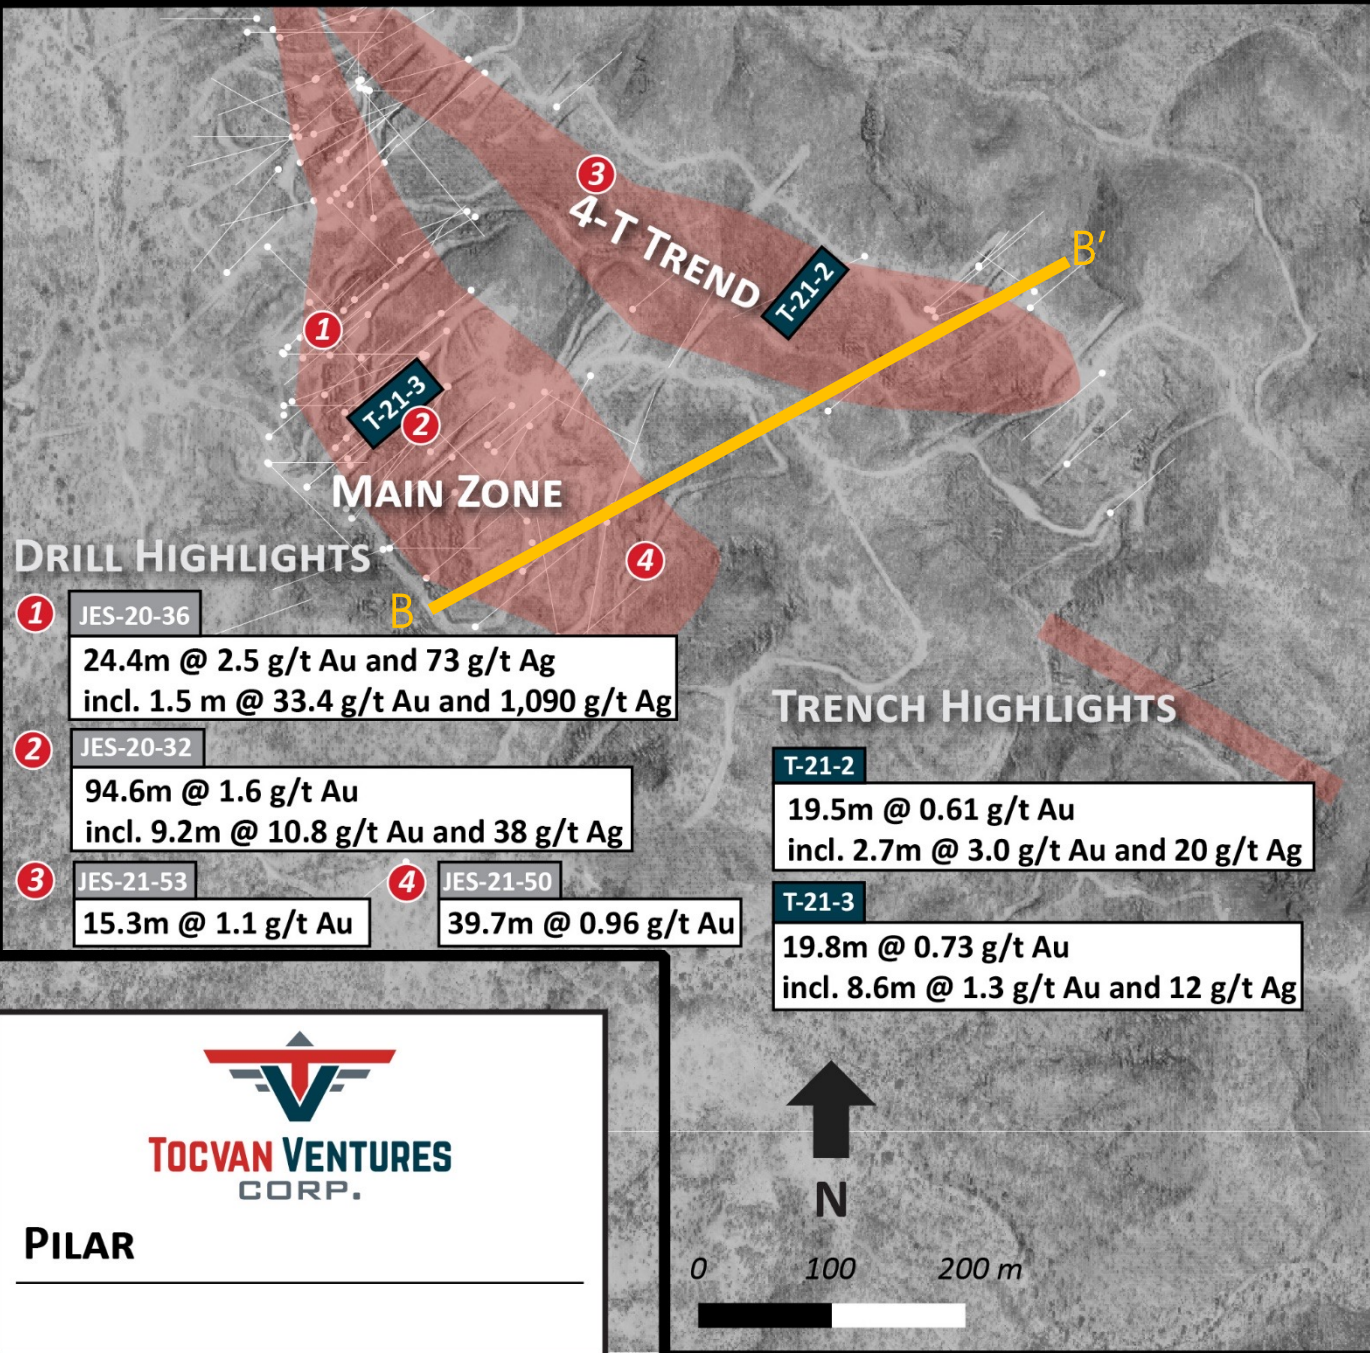 3
4-T TREND
T-21-2
B'
1
T-21-3
2
MAIN ZONE
4
B
DRILL HIGHLIGHTS
1 JES-20-36
24.4m @ 2.5 g/t Au and 73 g/t Ag
incl. 1.5 m @ 33.4 g/t Au and 1,090 g/t Ag
2 JES-20-32
94.6m @ 1.6 g/t Au
incl. 9.2m @ 10.8 g/t Au and 38 g/t Ag
3 JES-21-53
15.3m @ 1.1 g/t Au
4 JES-21-50
39.7m @ 0.96 g/t Au
TRENCH HIGHLIGHTS
T-21-2
19.5m @ 0.61 g/t Au
incl. 2.7m @ 3.0 g/t Au and 20 g/t Ag
T-21-3
19.8m @ 0.73 g/t Au
incl. 8.6m @ 1.3 g/t Au and 12 g/t Ag
TOCVAN VENTURES
CORP.
PILAR
N
0 100 200 m